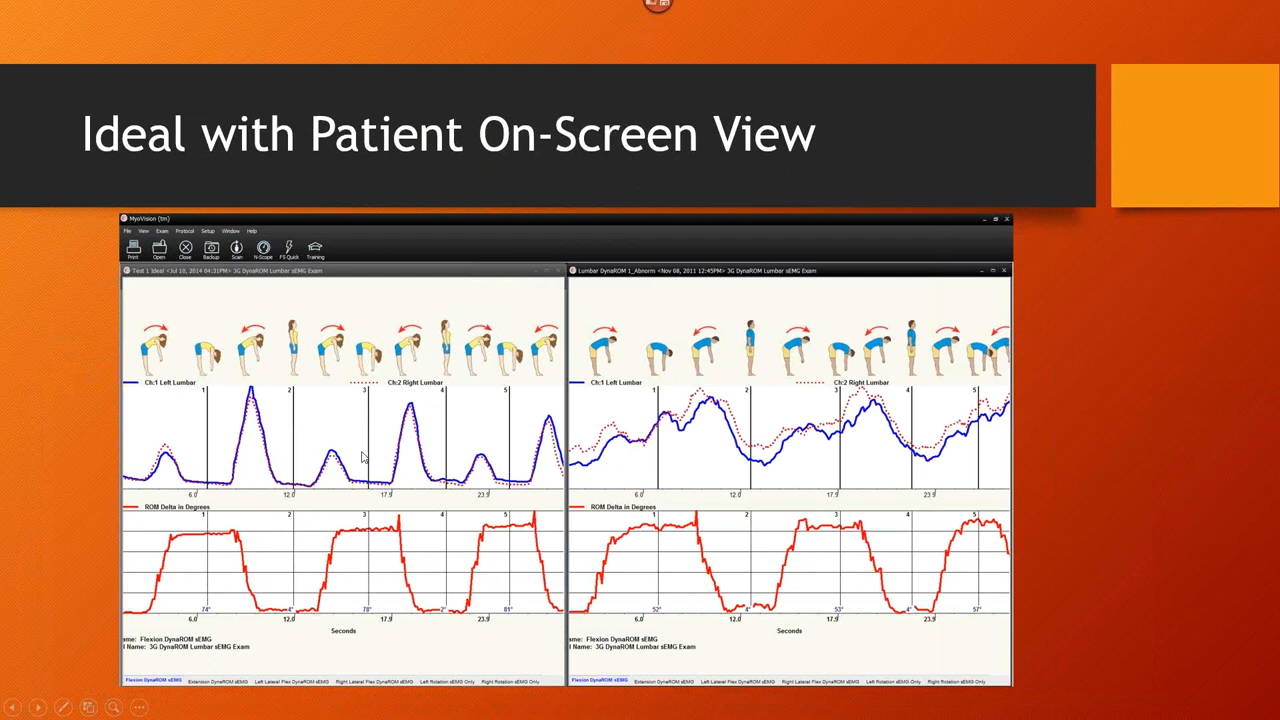 Ideal with Patient On-Screen View
MyoVision (tm)
File View Exam Protocol Setup Window Help
Print Open Close Backup Scan N-Scope FS Quick Training
Test 1 Ideal <Jul 10, 2014 04:31PM> 3G DynaROM Lumbar sEMG Exam
Ch:1 Left Lumbar Ch:2 Right Lumbar
1 2 3 4 5
6.0 12.0 17.9 23.9
ROM Delta in Degrees
1 2 3 4 5
74° 4° 78° 2° 81°
6.0 12.0 17.9 23.9
Seconds
ame: Flexion DynaROM sEMG
l Name: 3G DynaROM Lumbar sEMG Exam
Flexion DynaROM sEMG Extension DynaROM sEMG Left Lateral Flex DynaROM sEMG Right Lateral Flex DynaROM sEMG Left Rotation sEMG Only Right Rotation sEMG Only
Lumbar DynaROM 1_Abnorm <Nov 08, 2011 12:45PM> 3G DynaROM Lumbar sEMG Exam
Ch:1 Left Lumbar Ch:2 Right Lumbar
1 2 3 4 5
6.0 12.0 17.9 23.9
ROM Delta in Degrees
1 2 3 4 5
52° 4° 53° 4° 57°
6.0 12.0 17.9 23.9
Seconds
ame: Flexion DynaROM sEMG
l Name: 3G DynaROM Lumbar sEMG Exam
Flexion DynaROM sEMG Extension DynaROM sEMG Left Lateral Flex DynaROM sEMG Right Lateral Flex DynaROM sEMG Left Rotation sEMG Only Right Rotation sEMG Only